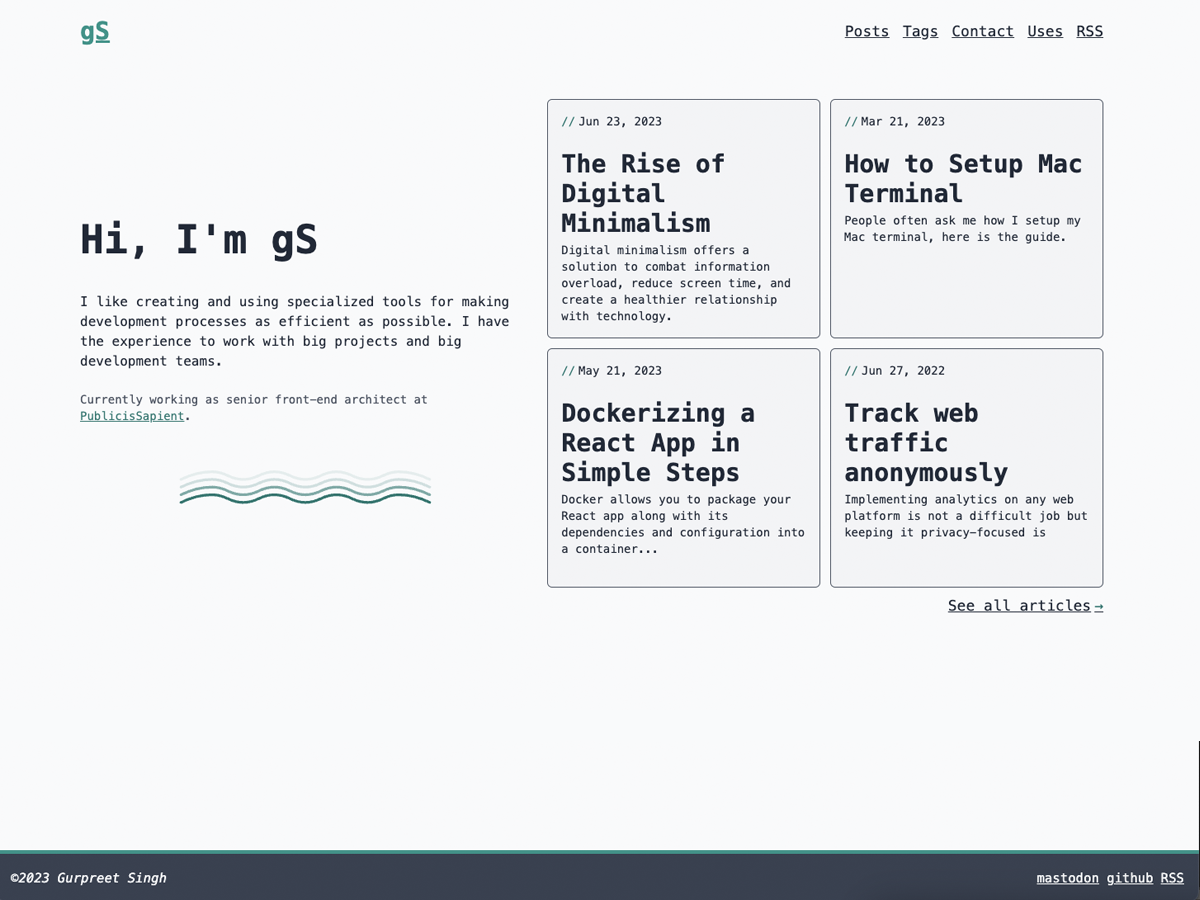 gS
Posts Tags Contact Uses RSS
Hi, I'm gS
I like creating and using specialized tools for making
development processes as efficient as possible. I have
the experience to work with big projects and big
development teams.
Currently working as senior front-end architect at
PublicisSapient.
// Jun 23, 2023
The Rise of
Digital
Minimalism
Digital minimalism offers a
solution to combat information
overload, reduce screen time, and
create a healthier relationship
with technology.
// Mar 21, 2023
How to Setup Mac
Terminal
People often ask me how I setup my
Mac terminal, here is the guide.
// May 21, 2023
Dockerizing a
React App in
Simple Steps
Docker allows you to package your
React app along with its
dependencies and configuration into
a container...
// Jun 27, 2022
Track web
traffic
anonymously
Implementing analytics on any web
platform is not a difficult job but
keeping it privacy-focused is
See all articles →
©2023 Gurpreet Singh
mastodon github RSS